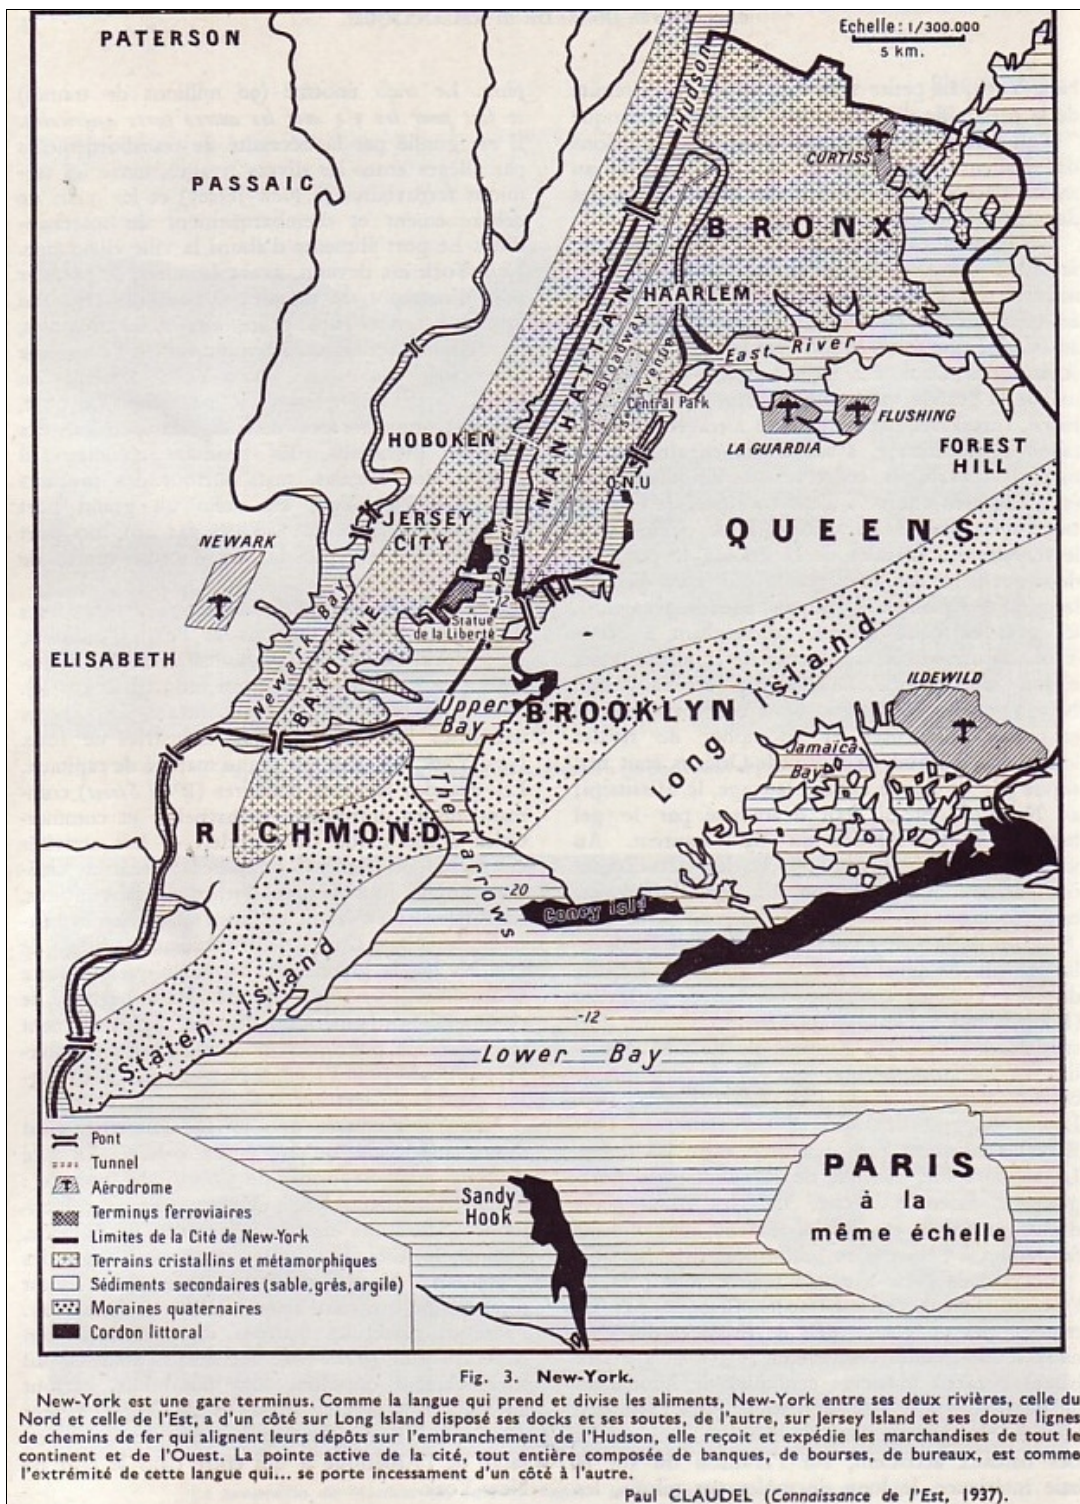 PATERSON
Echelle : 1/300.000
5 km.
Hudson
CURTISS
PASSAIC
BRONX
HAARLEM
MANHATTAN
Broadway
5e Avenue
East River
Central Park
FLUSHING
LA GUARDIA
HOBOKEN
FOREST
HILL
O.N.U
JERSEY
CITY
QUEENS
NEWARK
Port
Newark Bay
BAYONNE
Statue
de la Liberté
ELISABETH
Long Island
ILDEWILD
Upper
Bay
BROOKLYN
Jamaica
Bay
The Narrows
RICHMOND
-20
Coney Isld
Staten Island
-12
Lower Bay
Pont
Tunnel
Aérodrome
Terminus ferroviaires
Limites de la Cité de New-York
Terrains cristallins et métamorphiques
Sédiments secondaires (sable, grès, argile)
Moraines quaternaires
Cordon littoral
Sandy
Hook
PARIS
à la
même échelle
Fig. 3. New-York.
New-York est une gare terminus. Comme la langue qui prend et divise les aliments, New-York entre ses deux rivières, celle du
Nord et celle de l'Est, a d'un côté sur Long Island disposé ses docks et ses soutes, de l'autre, sur Jersey Island et ses douze lignes
de chemins de fer qui alignent leurs dépôts sur l'embranchement de l'Hudson, elle reçoit et expédie les marchandises de tout le
continent et de l'Ouest. La pointe active de la cité, tout entière composée de banques, de bourses, de bureaux, est comme
l'extrémité de cette langue qui... se porte incessament d'un côté à l'autre.
Paul CLAUDEL (Connaissance de l'Est, 1937).